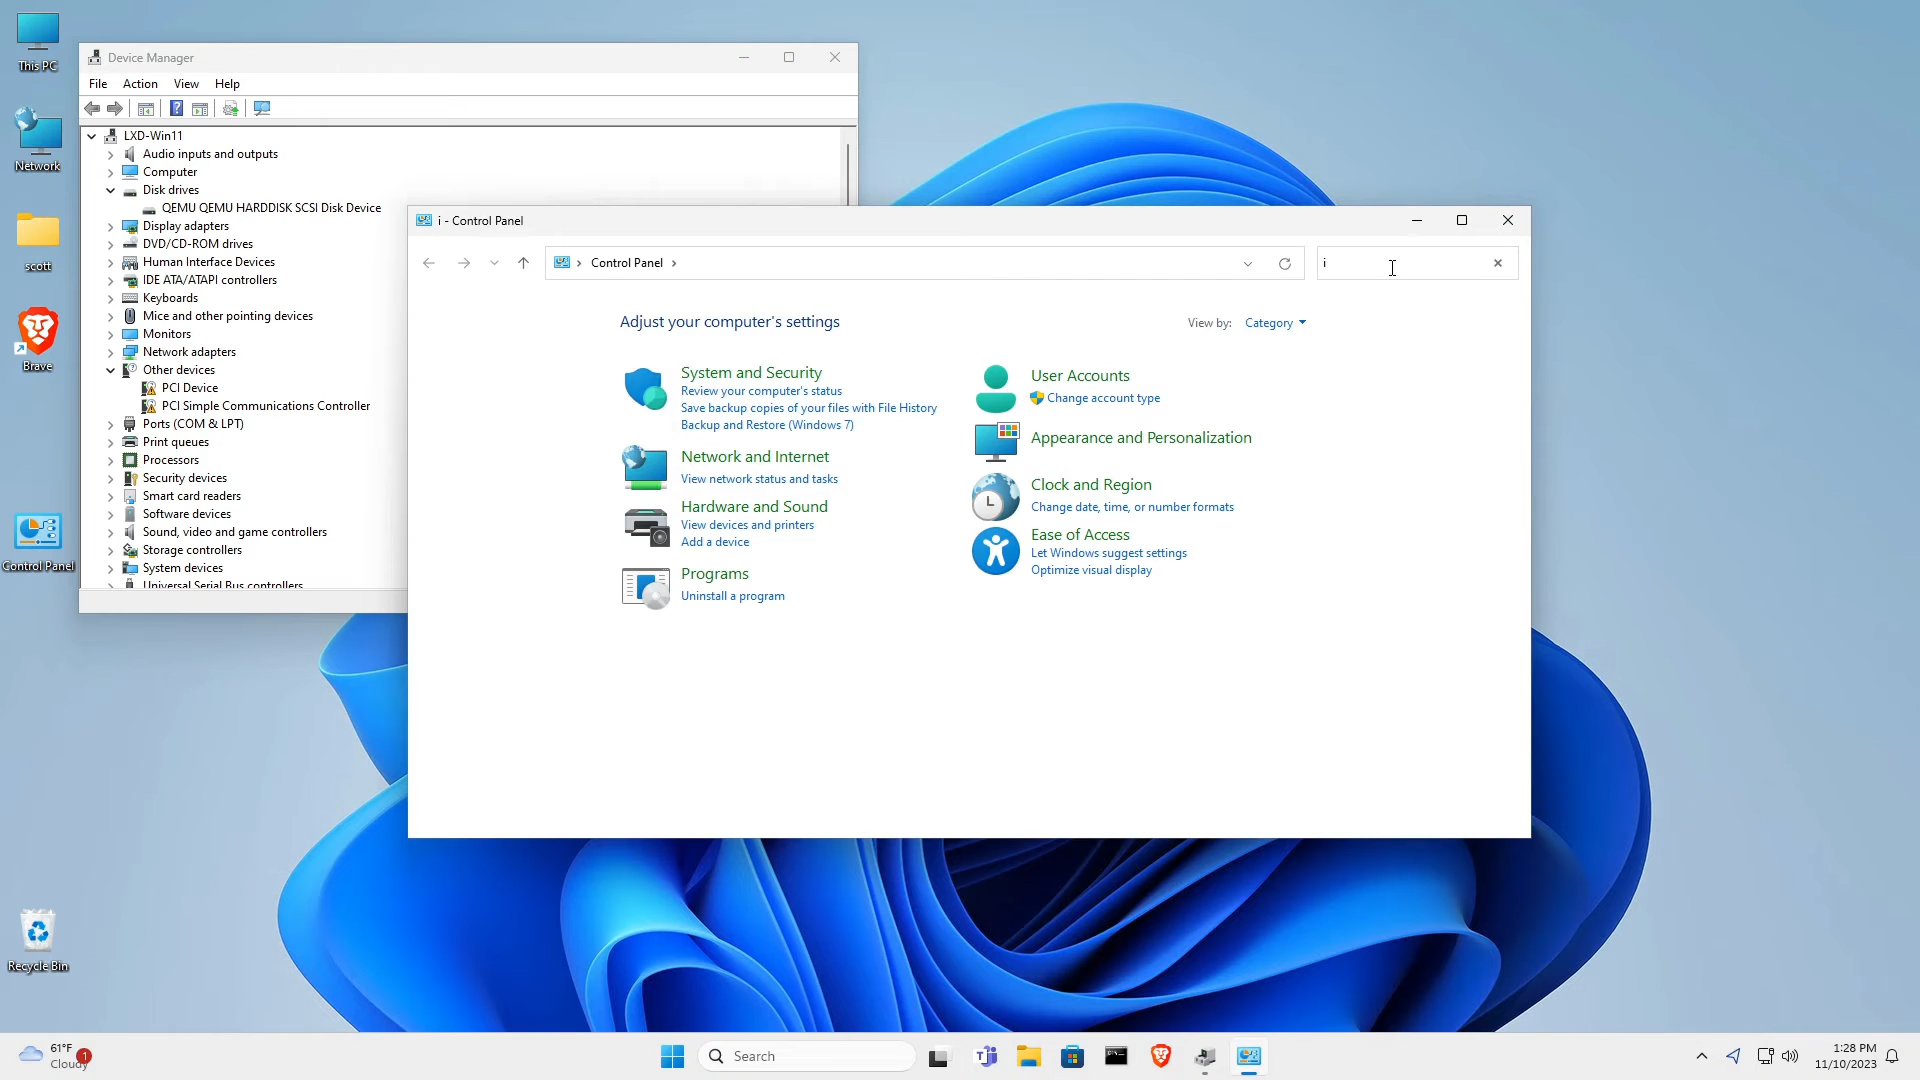 This PC
Network
scott
Brave
Control Panel
Recycle Bin
Device Manager
File Action View Help
LXD-Win11
Audio inputs and outputs
Computer
Disk drives
QEMU QEMU HARDDISK SCSI Disk Device
Display adapters
DVD/CD-ROM drives
Human Interface Devices
IDE ATA/ATAPI controllers
Keyboards
Mice and other pointing devices
Monitors
Network adapters
Other devices
PCI Device
PCI Simple Communications Controller
Ports (COM & LPT)
Print queues
Processors
Security devices
Smart card readers
Software devices
Sound, video and game controllers
Storage controllers
System devices
Universal Serial Bus controllers
i - Control Panel
Control Panel
i
Adjust your computer's settings
View by: Category
System and Security
Review your computer's status
Save backup copies of your files with File History
Backup and Restore (Windows 7)
Network and Internet
View network status and tasks
Hardware and Sound
View devices and printers
Add a device
Programs
Uninstall a program
User Accounts
Change account type
Appearance and Personalization
Clock and Region
Change date, time, or number formats
Ease of Access
Let Windows suggest settings
Optimize visual display
61°F
Cloudy
1
Search
1:28 PM
11/10/2023